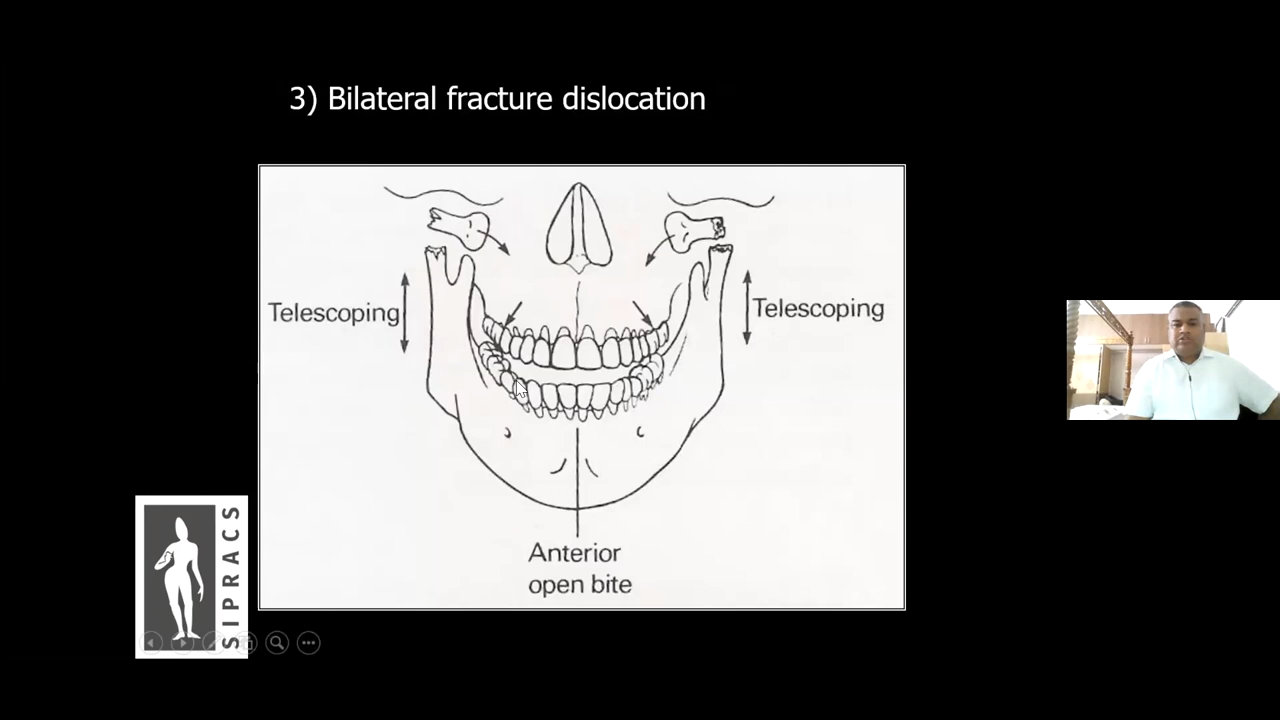 3) Bilateral fracture dislocation
Telescoping
Telescoping
Anterior
open bite
SIPRACS